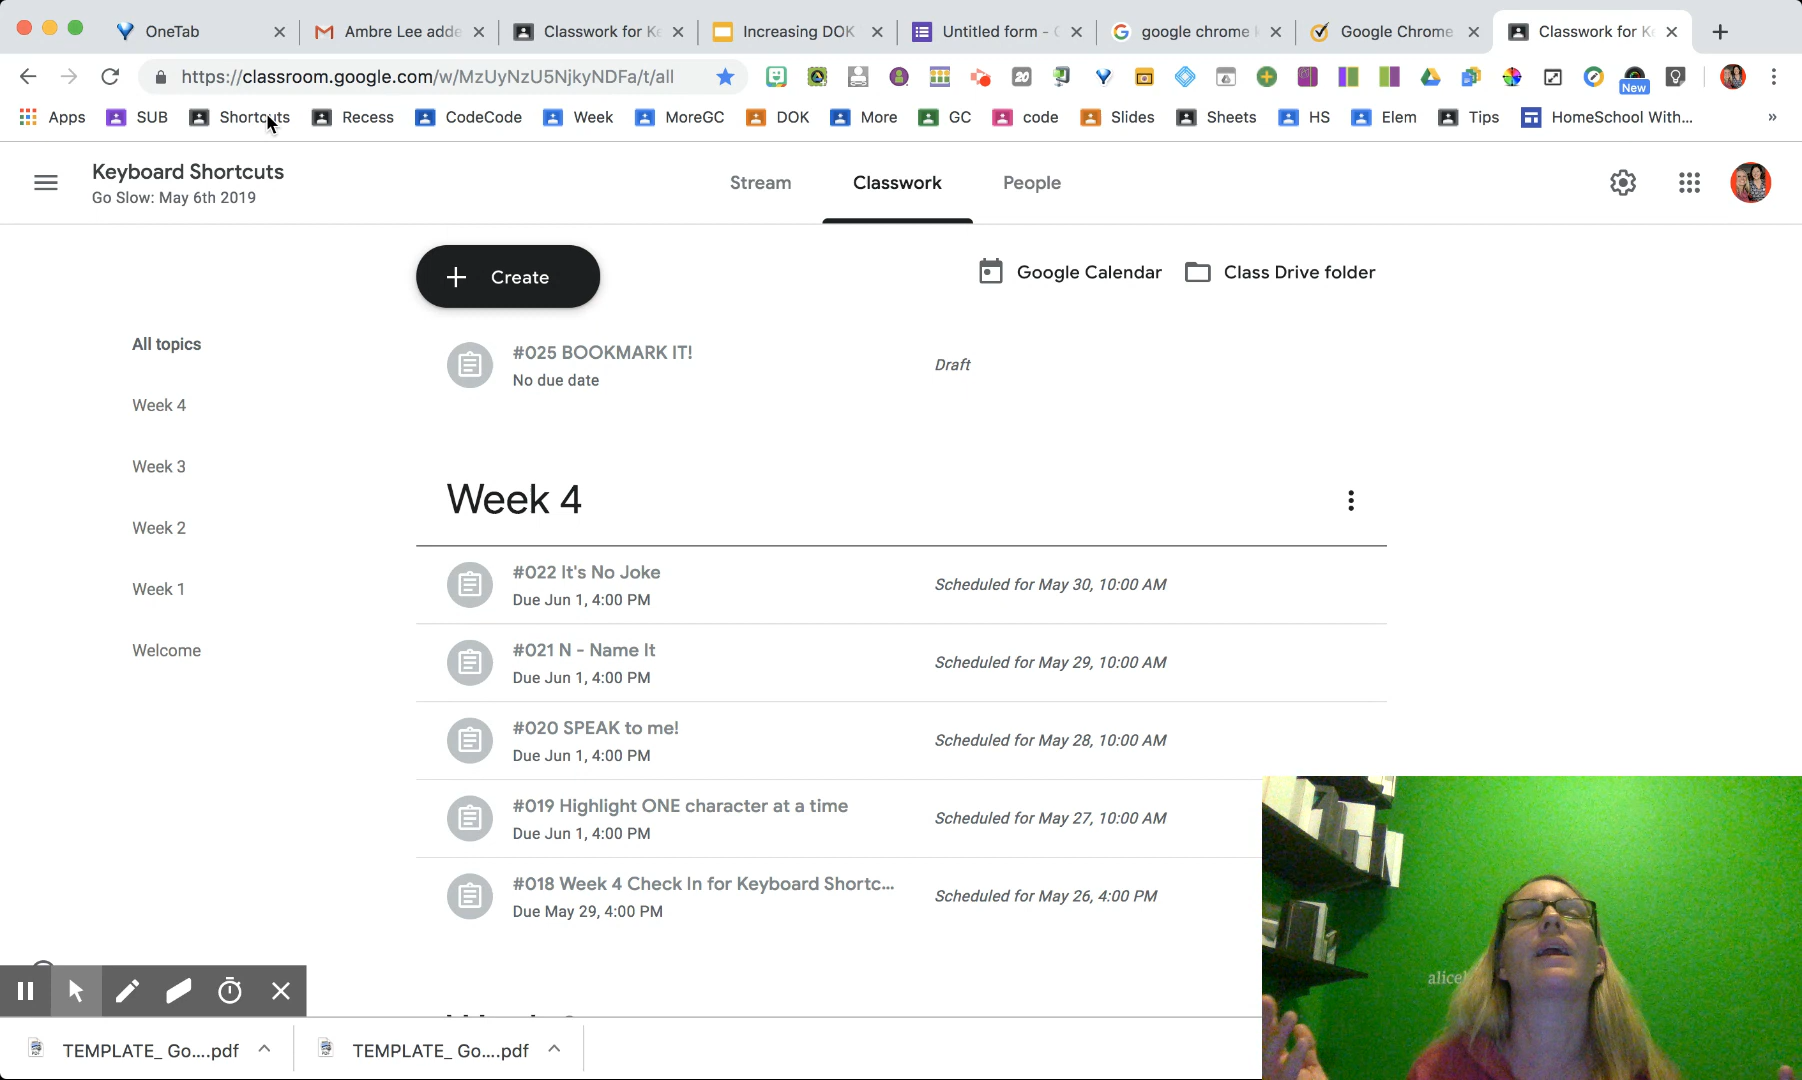 OneTab
Ambre Lee adde
Classwork for Ke
Increasing DOK
Untitled form - G
google chrome k
Google Chrome
Classwork for Ke
https://classroom.google.com/w/MzUyNzU5NjkyNDFa/t/all
20
New
Apps
SUB
Shortcuts
Recess
CodeCode
Week
MoreGC
DOK
More
GC
code
Slides
Sheets
HS
Elem
Tips
HomeSchool With...
»
Keyboard Shortcuts
Go Slow: May 6th 2019
Stream
Classwork
People
Create
Google Calendar
Class Drive folder
All topics
Week 4
Week 3
Week 2
Week 1
Welcome
#025 BOOKMARK IT!
No due date
Draft
Week 4
#022 It's No Joke
Due Jun 1, 4:00 PM
Scheduled for May 30, 10:00 AM
#021 N - Name It
Due Jun 1, 4:00 PM
Scheduled for May 29, 10:00 AM
#020 SPEAK to me!
Due Jun 1, 4:00 PM
Scheduled for May 28, 10:00 AM
#019 Highlight ONE character at a time
Due Jun 1, 4:00 PM
Scheduled for May 27, 10:00 AM
#018 Week 4 Check In for Keyboard Shortc...
Due May 29, 4:00 PM
Scheduled for May 26, 4:00 PM
alice
TEMPLATE_ Go....pdf
TEMPLATE_ Go....pdf